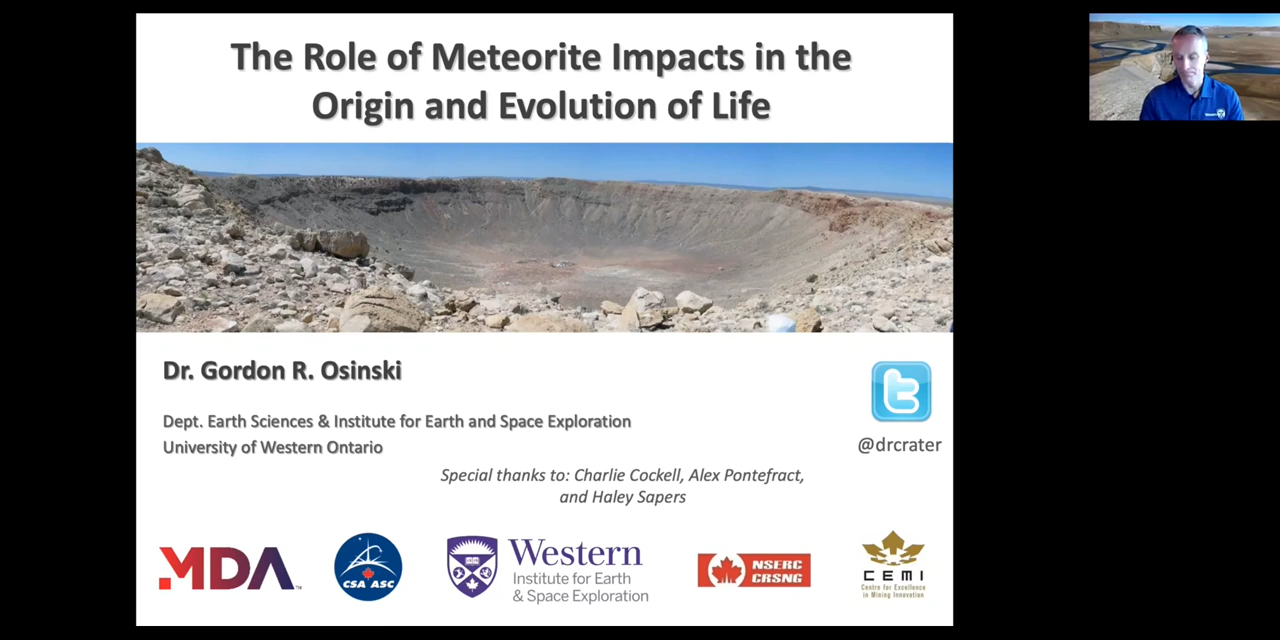 The Role of Meteorite Impacts in the
Origin and Evolution of Life
Dr. Gordon R. Osinski
Dept. Earth Sciences & Institute for Earth and Space Exploration
University of Western Ontario
@drcrater
Special thanks to: Charlie Cockell, Alex Pontefract,
and Haley Sapers
MDA
CSA ASC
Western
Institute for Earth
& Space Exploration
NSERC
CRSNG
CEMI
Centre for Excellence
in Mining Innovation